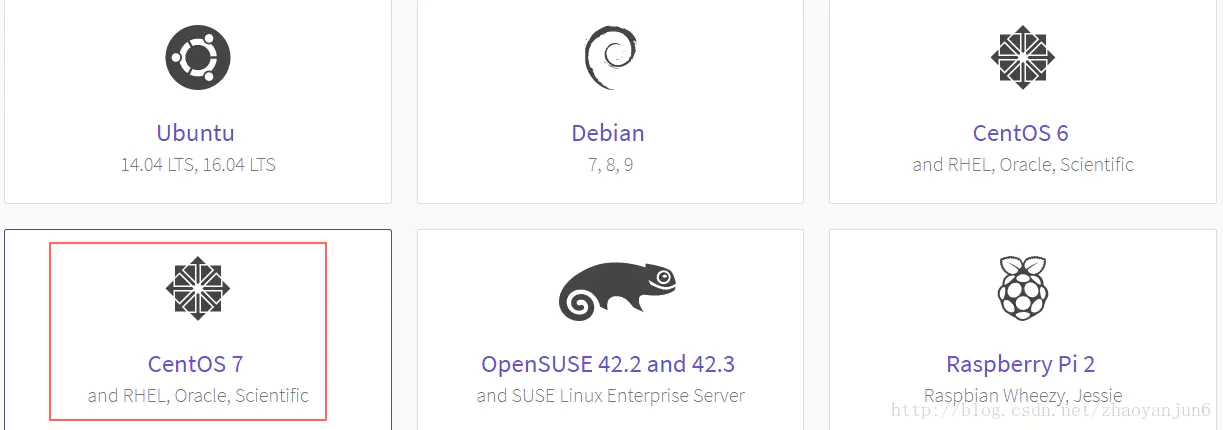 Ubuntu
14.04 LTS, 16.04 LTS
Debian
7, 8, 9
CentOS 6
and RHEL, Oracle, Scientific
CentOS 7
and RHEL, Oracle, Scientific
OpenSUSE 42.2 and 42.3
and SUSE Linux Enterprise Server
Raspberry Pi 2
Raspbian Wheezy, Jessie
http://blog.csdn.net/zhaoyanjun6